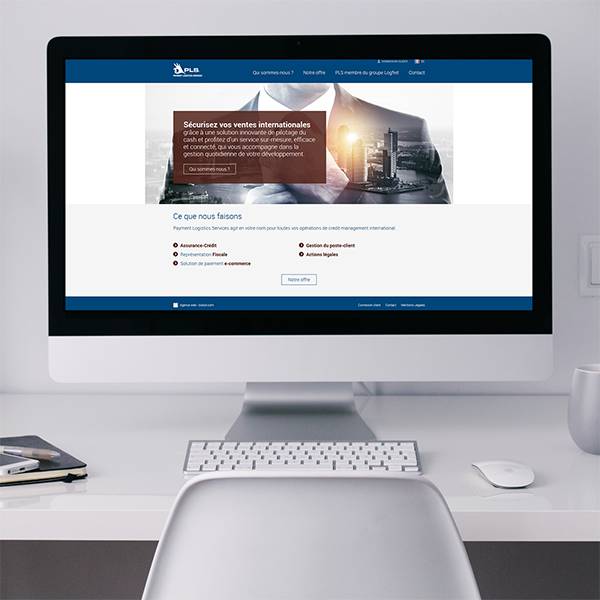 PLS
PAYMENT LOGISTICS SERVICES
Qui sommes-nous ?
Notre offre
PLS membre du groupe Logfret
Contact
Sécurisez vos ventes internationales
grâce à une solution innovante de pilotage du
cash et profitez d'un service sur-mesure, efficace
et connecté, qui vous accompagne dans la
gestion quotidienne de votre développement.
Qui sommes-nous ?
Ce que nous faisons
Payment Logistics Services agit en votre nom pour toutes vos opérations de credit management international.
Assurance-Crédit
Représentation Fiscale
Solution de paiement e-commerce
Gestion du poste-client
Actions légales
Notre offre
Connexion client
Contact
Mentions Légales